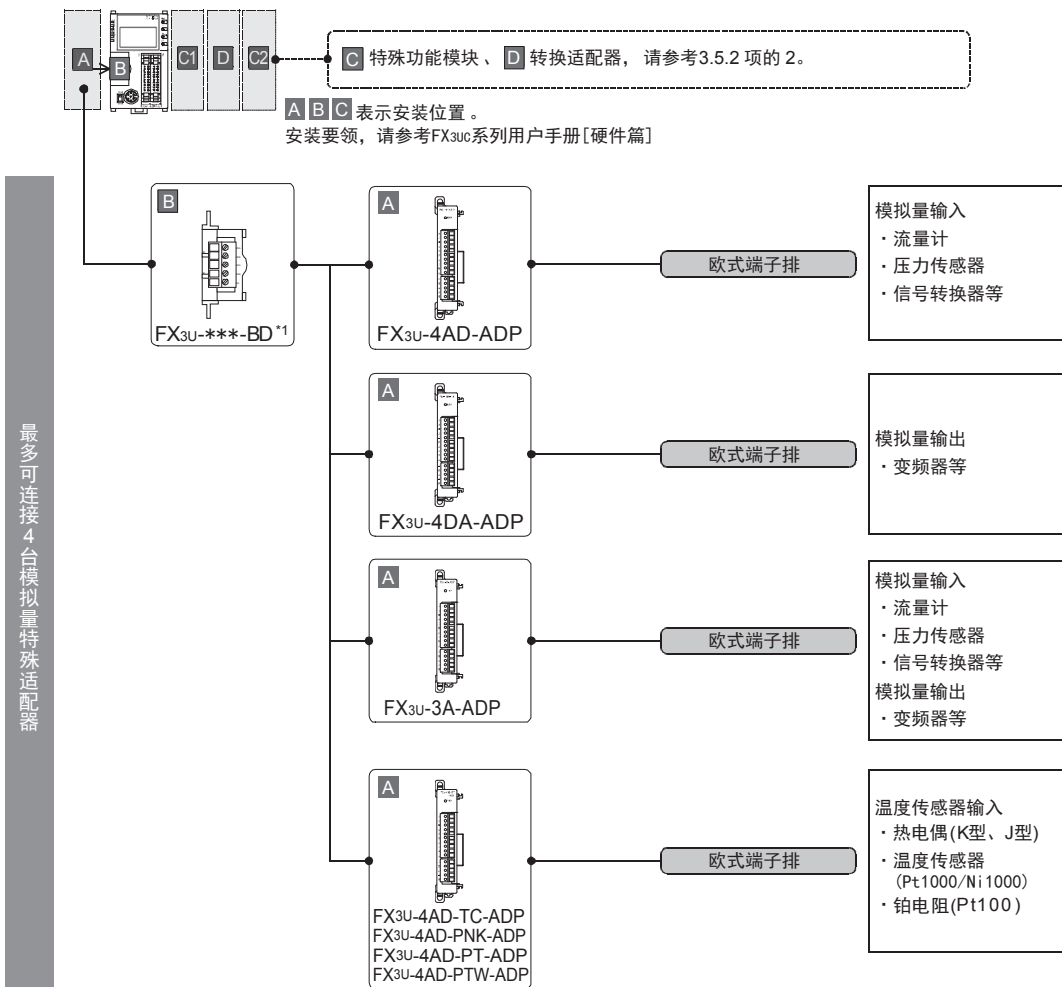 A
B
C1
D
C2
C 特殊功能模块 、 D 转换适配器， 请参考3.5.2 项的 2。
A B C 表示安装位置 。
安装要领，请参考FX3UC系列用户手册[硬件篇]
最多可连接4台模拟量特殊适配器
B
FX3U-***-BD*1
A
FX3U-4AD-ADP
欧式端子排
模拟量输入
・流量计
・压力传感器
・信号转换器等
A
FX3U-4DA-ADP
欧式端子排
模拟量输出
・变频器等
A
FX3U-3A-ADP
欧式端子排
模拟量输入
・流量计
・压力传感器
・信号转换器等
模拟量输出
・变频器等
A
FX3U-4AD-TC-ADP
FX3U-4AD-PNK-ADP
FX3U-4AD-PT-ADP
FX3U-4AD-PTW-ADP
欧式端子排
温度传感器输入
・热电偶(K型、J型)
・温度传感器
(Pt1000/Ni1000)
・铂电阻(Pt100)